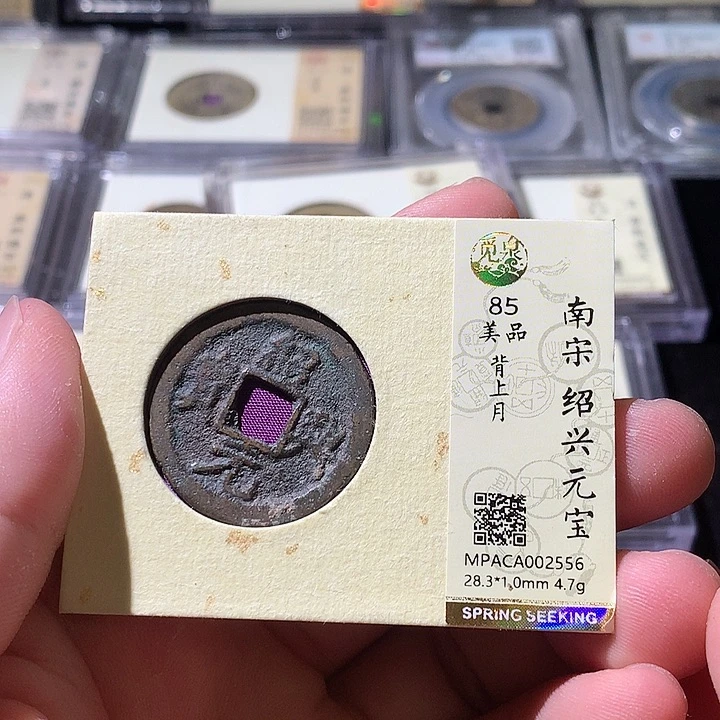 觅泉
85
美品
背上月
南宋 绍兴元宝
MPACA002556
28.3*1.0mm 4.7g
SPRING SEEKING